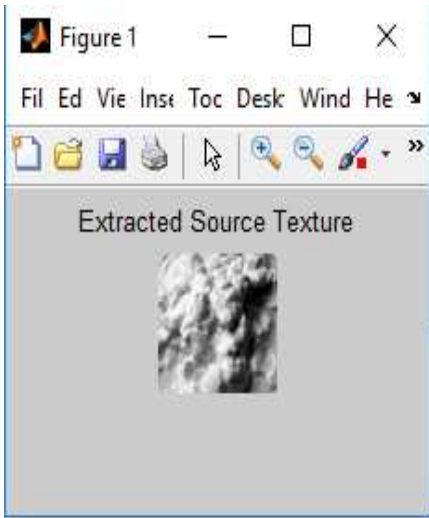 Figure 1
Fil Ed Vie Inse Toc Desk Wind He
Extracted Source Texture